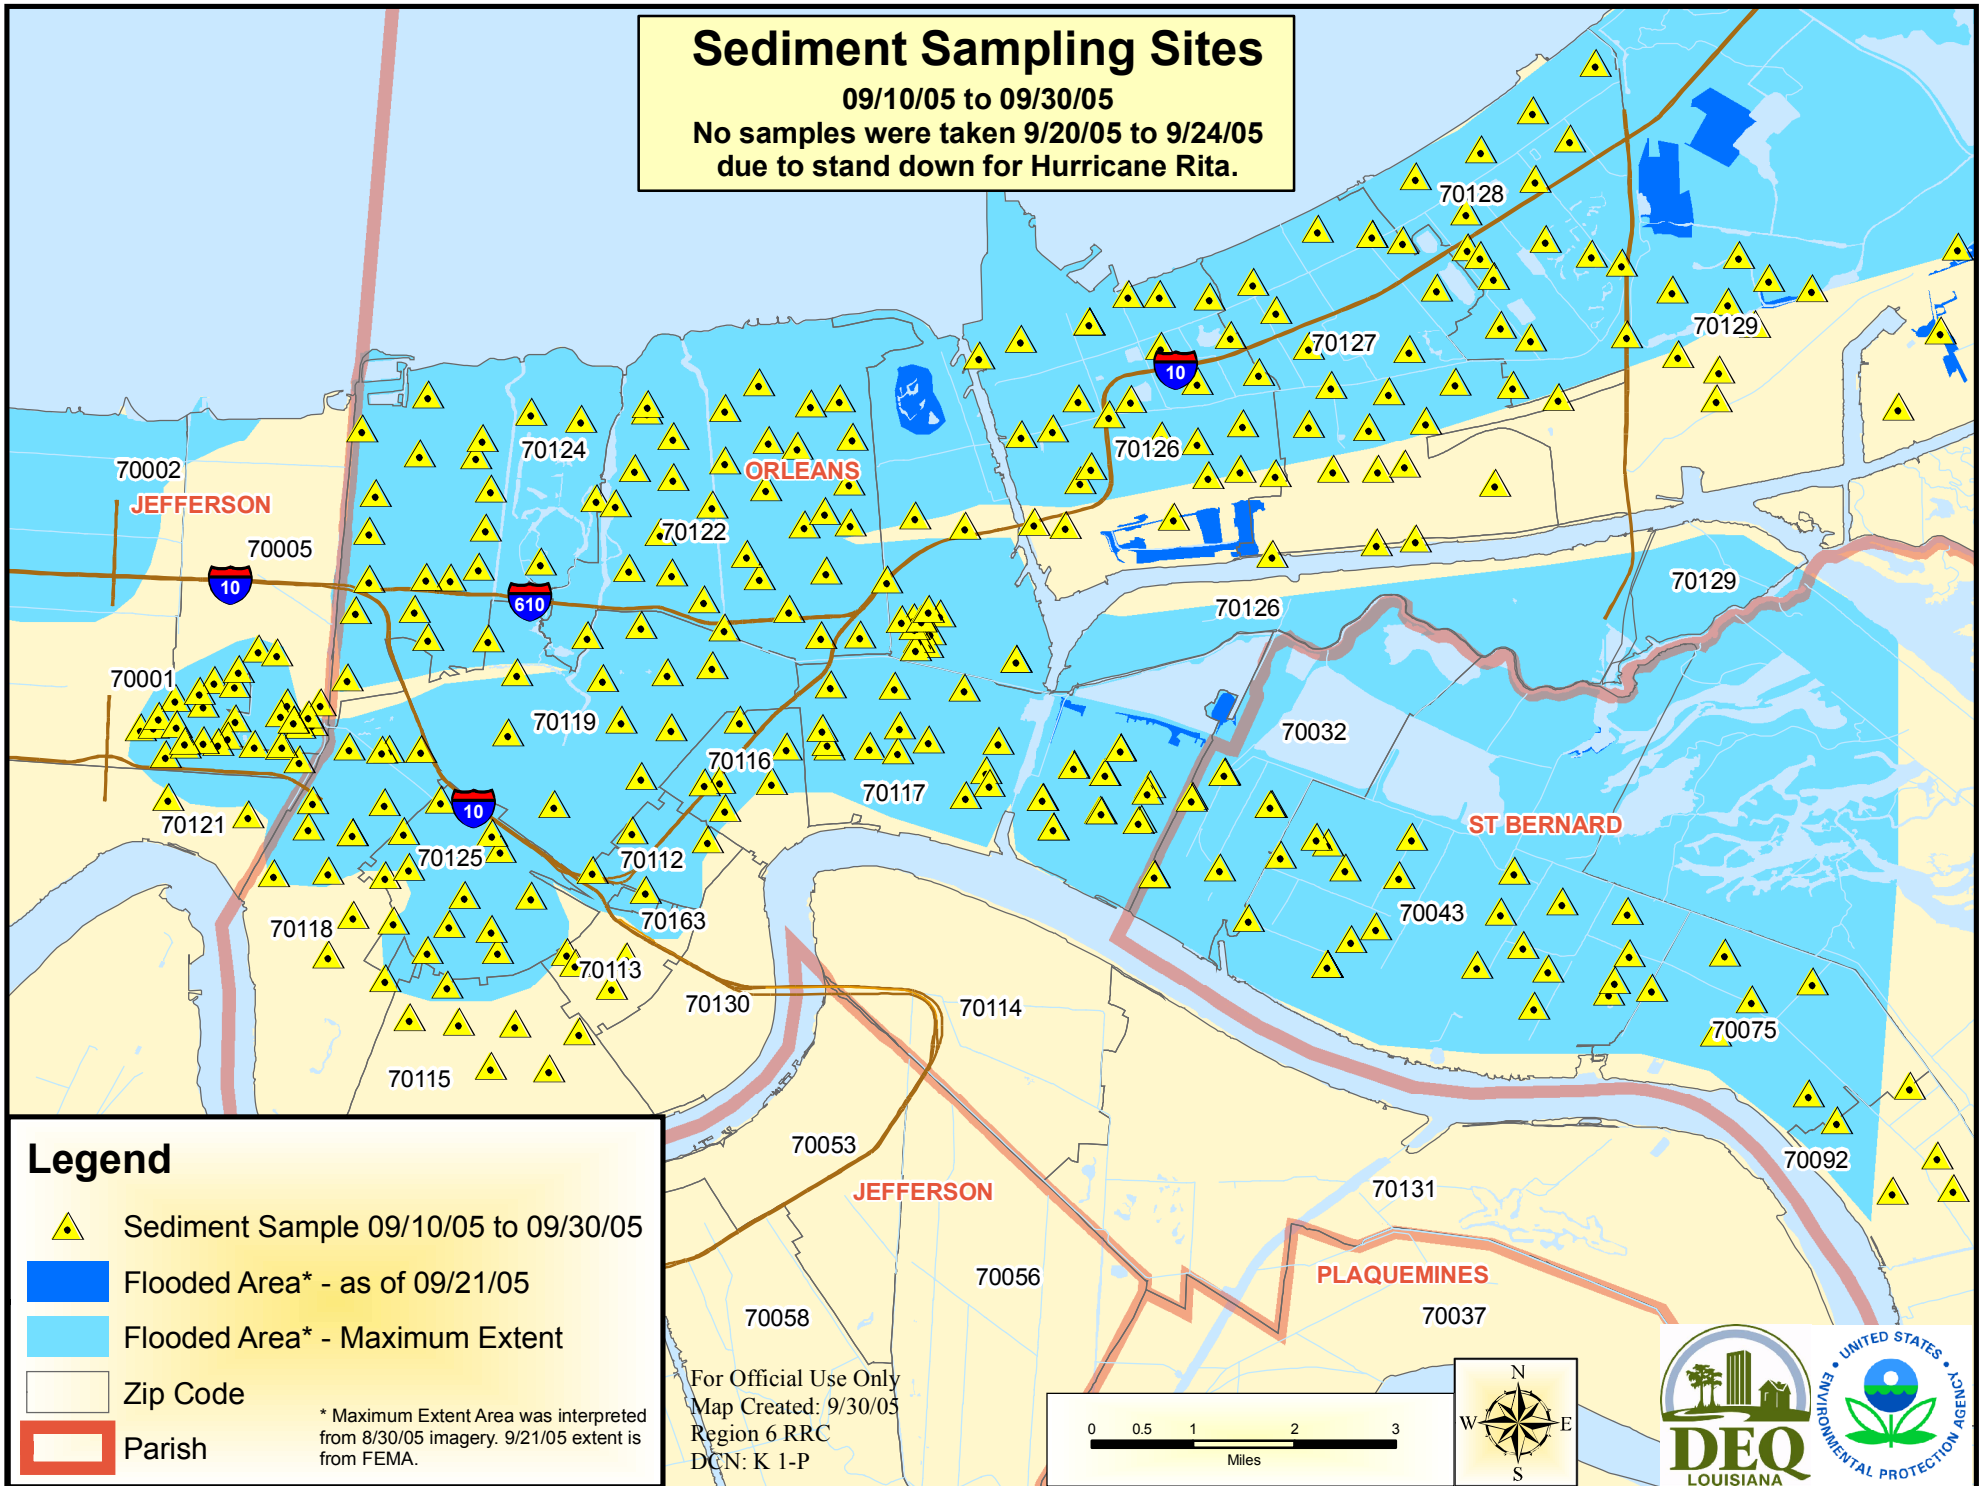 Sediment Sampling Sites
09/10/05 to 09/30/05
No samples were taken 9/20/05 to 9/24/05
due to stand down for Hurricane Rita.
70128
70129
70127
10
70126
70124
70002
ORLEANS
JEFFERSON
70122
70005
10
610
70129
70126
70001
70119
70032
70116
70117
10
70121
ST BERNARD
70125
70112
70043
70163
70118
70113
70130
70114
70075
70115
70053
70092
JEFFERSON
70131
70056
PLAQUEMINES
70058
70037
Legend
Sediment Sample 09/10/05 to 09/30/05
Flooded Area* - as of 09/21/05
Flooded Area* - Maximum Extent
Zip Code
Parish
* Maximum Extent Area was interpreted
from 8/30/05 imagery. 9/21/05 extent is
from FEMA.
For Official Use Only
Map Created: 9/30/05
Region 6 RRC
DCN: K 1-P
0 0.5 1 2 3
Miles
N
W E
S
DEQ
LOUISIANA
UNITED STATES
ENVIRONMENTAL PROTECTION AGENCY